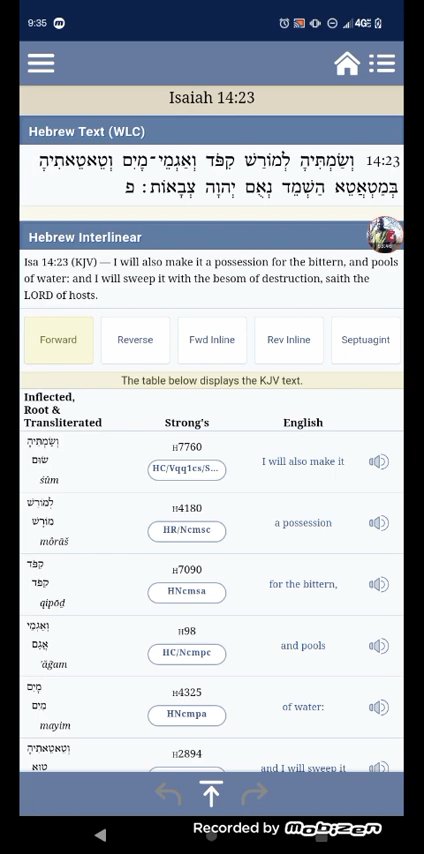 9:35
4GE
Isaiah 14:23
Hebrew Text (WLC)
14:23 וְשַׂמְתִּיהָ לְמוֹרַשׁ קִפֹּד וְאַגְמֵי־מָיִם וְטֵאטֵאתִיהָ
בְּמַטְאֲטֵא הַשְׁמֵד נְאֻם יְהוָה צְבָאוֹת׃ פ
Hebrew Interlinear
Isa 14:23 (KJV) — I will also make it a possession for the bittern, and pools
of water: and I will sweep it with the besom of destruction, saith the
LORD of hosts.
Forward Reverse Fwd Inline Rev Inline Septuagint
The table below displays the KJV text.
Inflected,
Root &
Transliterated Strong's English
וְשַׂמְתִּיהָ
שׂוּם
śûm
H7760
HC/Vqq1cs/S...
I will also make it
לְמוֹרַשׁ
מוֹרָשׁ
môrāš
H4180
HR/Ncmsc
a possession
קִפֹּד
קפד
qipōḏ
H7090
HNcmsa
for the bittern,
וְאַגְמֵי
אֲגַם
'ăḡam
H98
HC/Ncmpc
and pools
מָיִם
מַיִם
mayim
H4325
HNcmpa
of water:
וְטֵאטֵאתִיהָ
טוא
H2894
and I will sweep it
Recorded by MOBIZEN